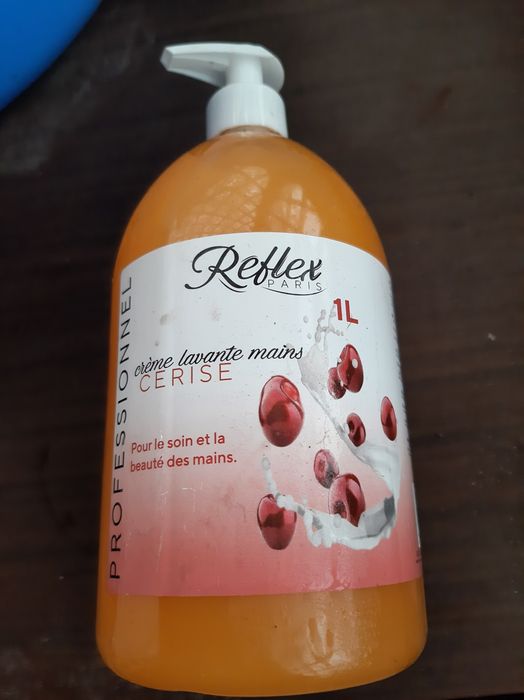 Reflex
PARIS
1L
crème lavante mains
CERISE
Pour le soin et la
beauté des mains.
PROFESSIONNEL